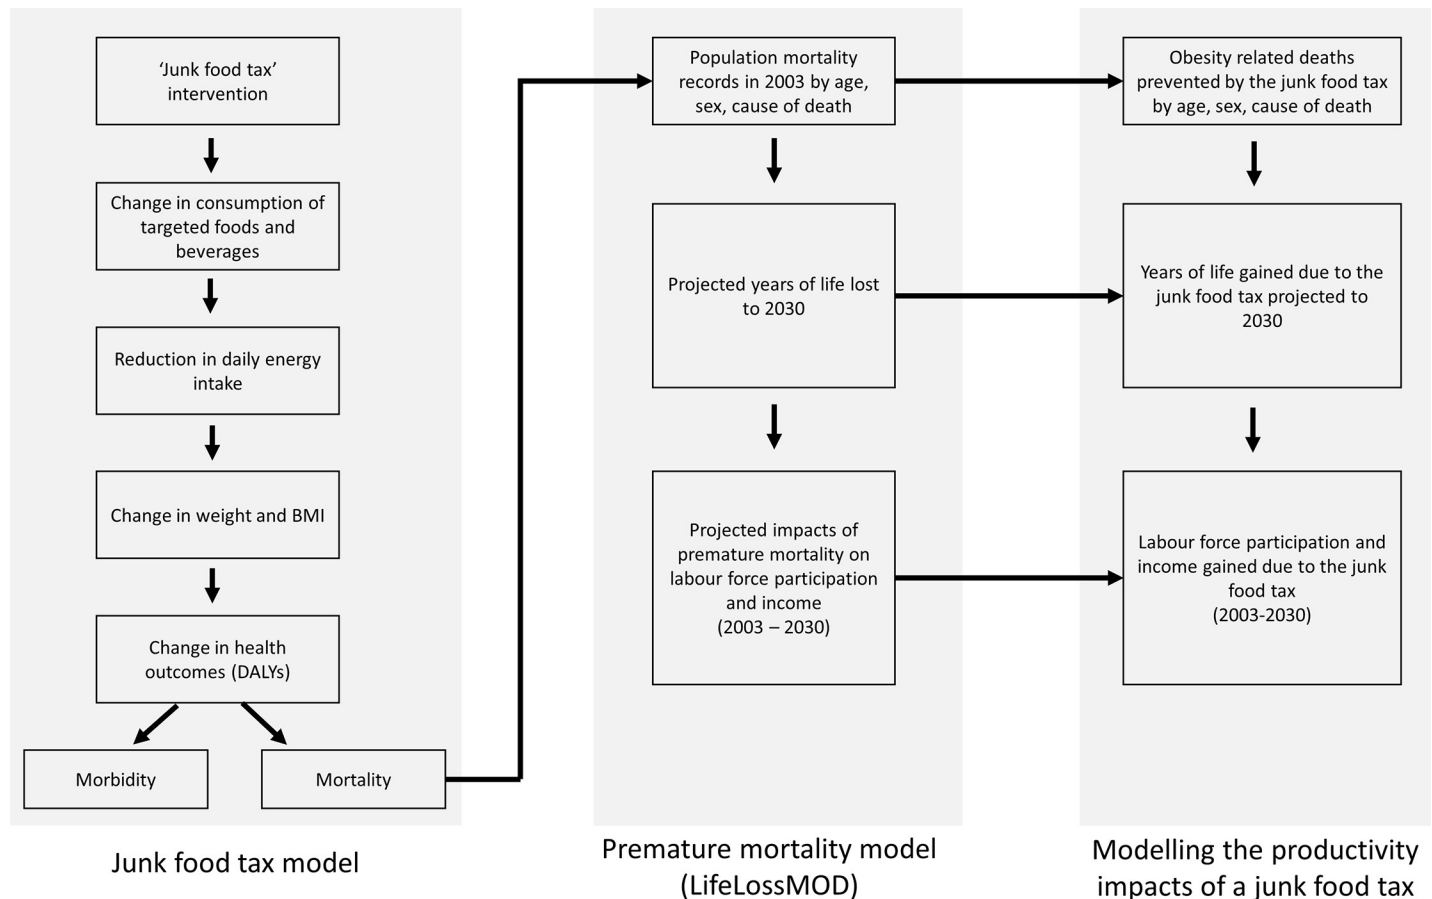 ‘Junk food tax’
intervention
Change in consumption of
targeted foods and
beverages
Reduction in daily energy
intake
Change in weight and BMI
Change in health
outcomes (DALYs)
Morbidity
Mortality
Junk food tax model
Population mortality
records in 2003 by age,
sex, cause of death
Projected years of life lost
to 2030
Projected impacts of
premature mortality on
labour force participation
and income
(2003 – 2030)
Premature mortality model
(LifeLossMOD)
Obesity related deaths
prevented by the junk food tax
by age, sex, cause of death
Years of life gained due to the
junk food tax projected to
2030
Labour force participation and
income gained due to the junk
food tax
(2003-2030)
Modelling the productivity
impacts of a junk food tax